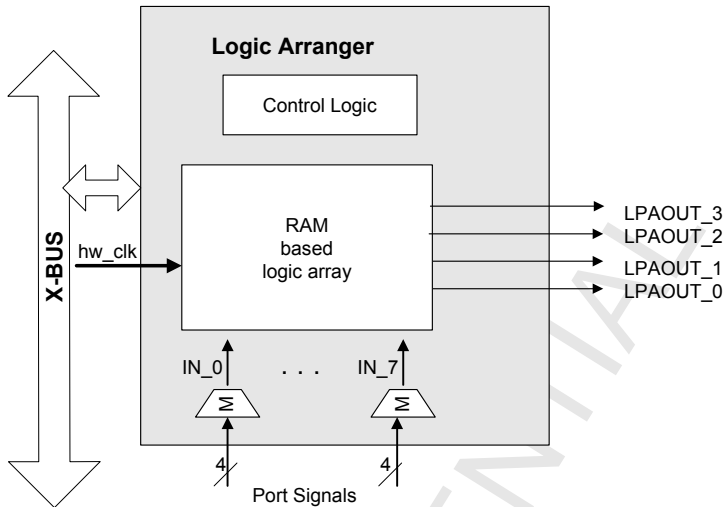 Logic Arranger
Control Logic
X-BUS
hw_clk
RAM
based
logic array
LPAOUT_3
LPAOUT_2
LPAOUT_1
LPAOUT_0
IN_0
. . .
IN_7
M
M
4
4
Port Signals